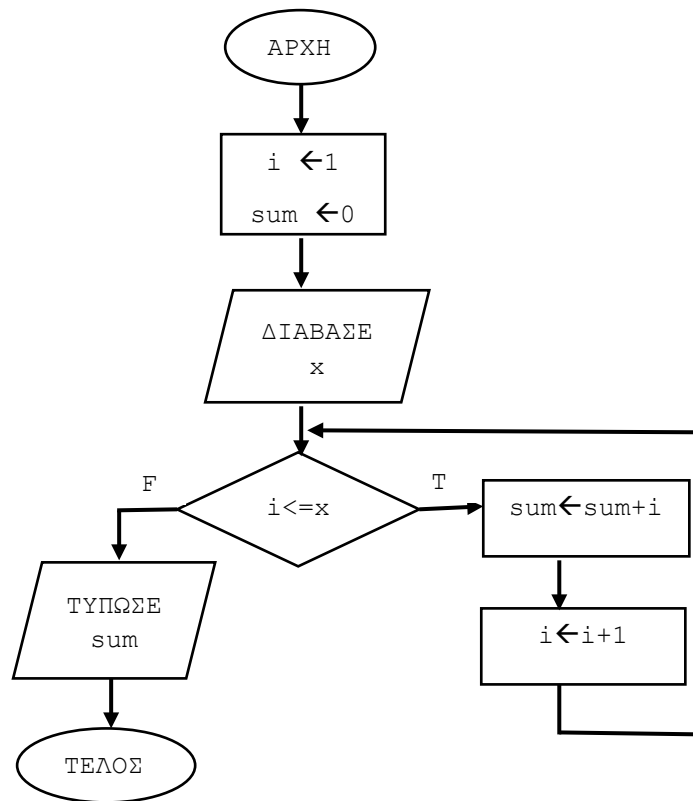 ΑΡΧΗ
i ←1
sum ←0
ΔΙΑΒΑΣΕ
x
i<=x
F
T
sum←sum+i
i←i+1
ΤΥΠΩΣΕ
sum
ΤΕΛΟΣ